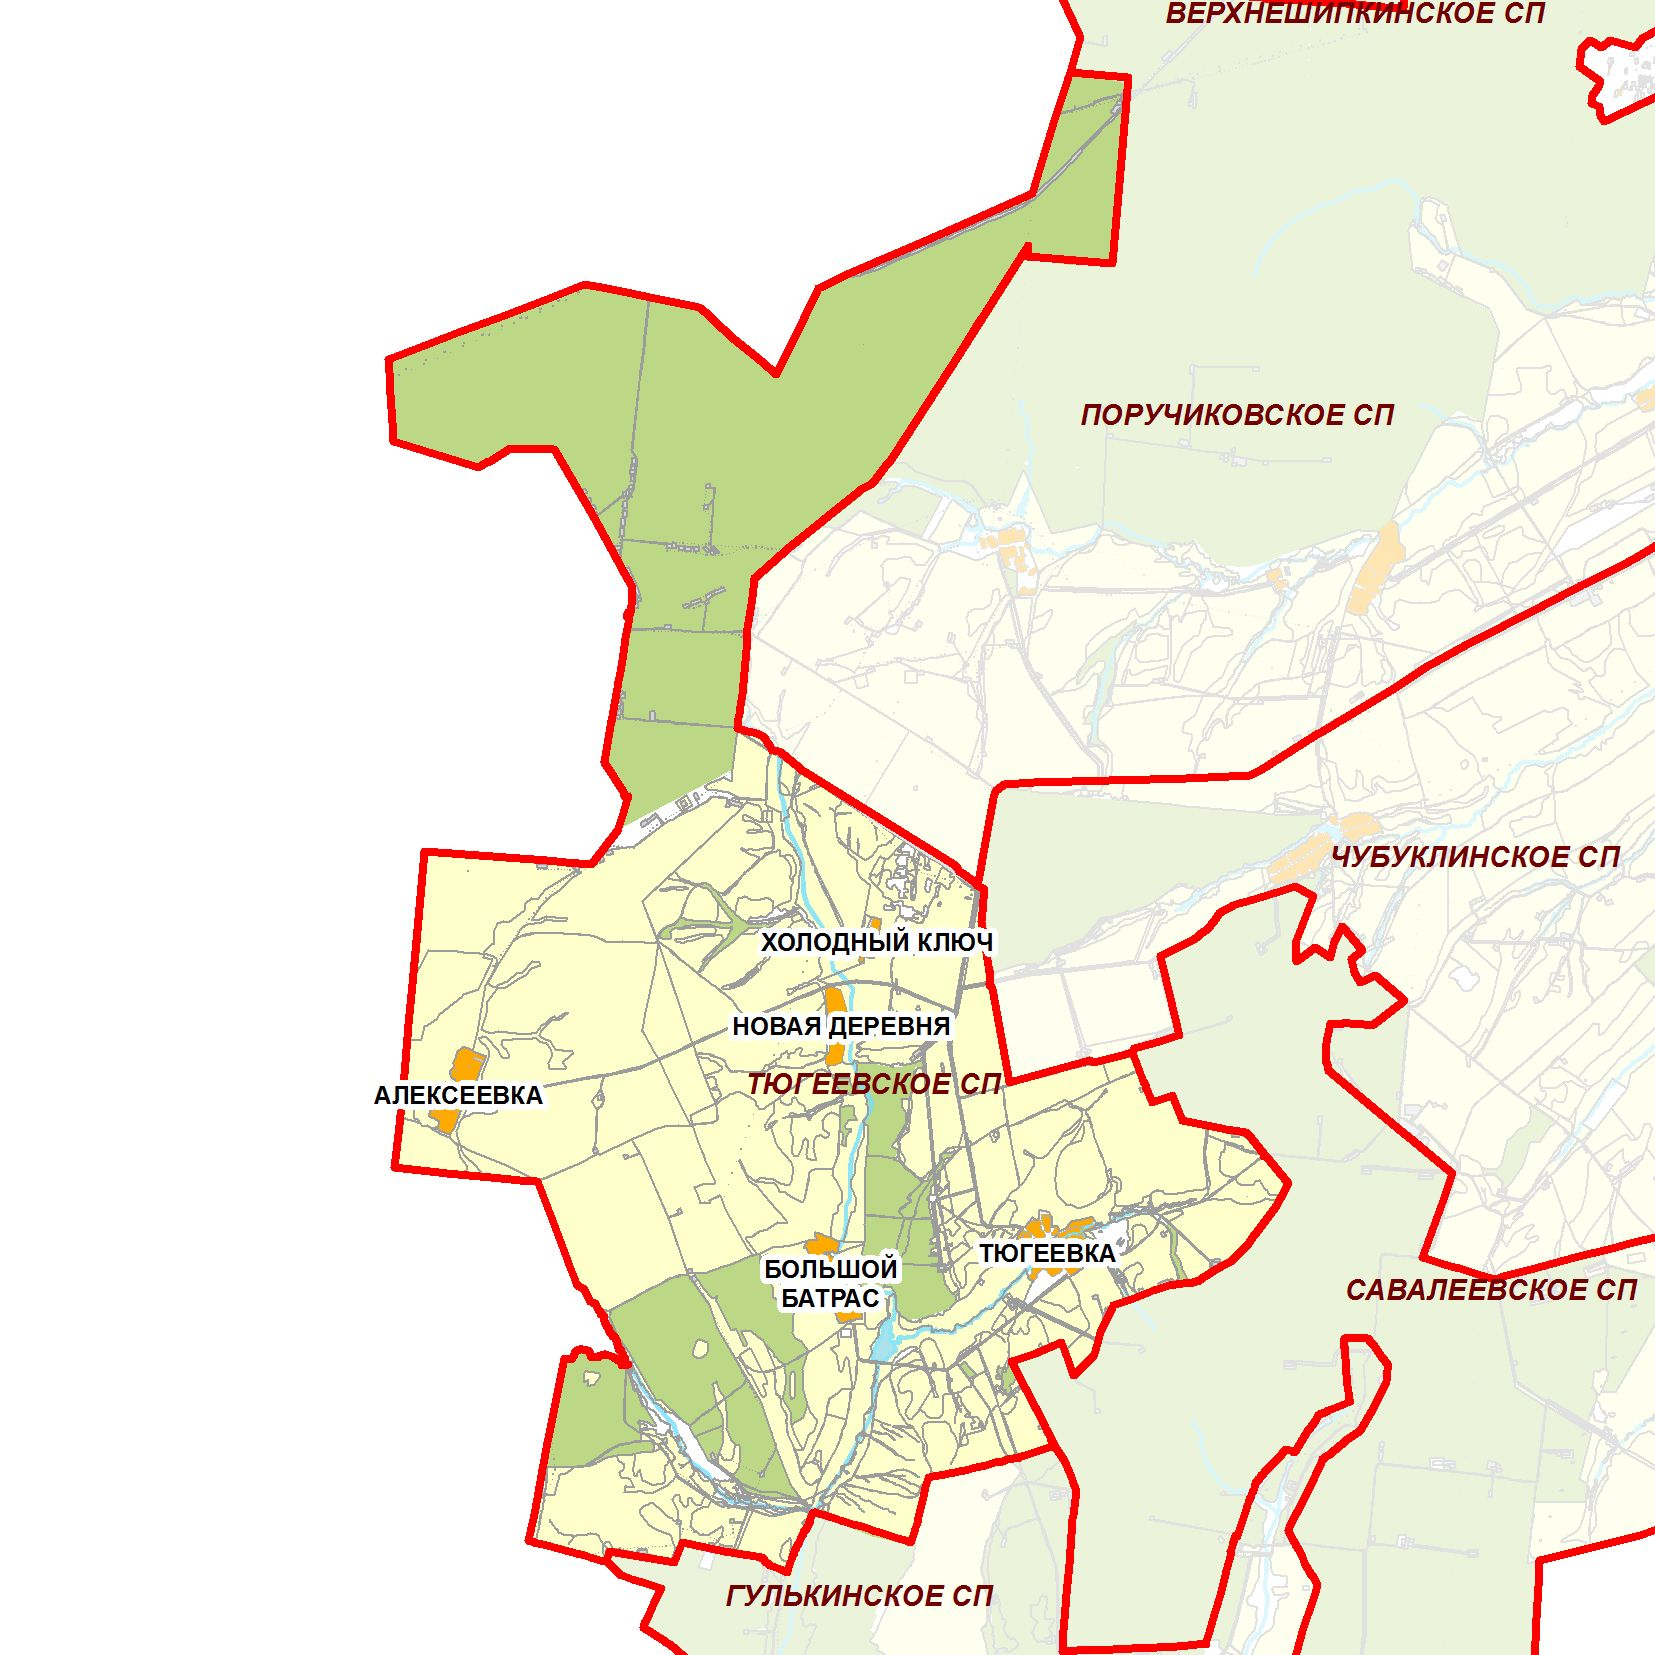 ВЕРХНЕШИПКИНСКОЕ СП
ПОРУЧИКОВСКОЕ СП
ЧУБУКЛИНСКОЕ СП
ХОЛОДНЫЙ КЛЮЧ
НОВАЯ ДЕРЕВНЯ
ТЮГЕЕВСКОЕ СП
АЛЕКСЕЕВКА
ТЮГЕЕВКА
БОЛЬШОЙ
БАТРАС
САВАЛЕЕВСКОЕ СП
ГУЛЬКИНСКОЕ СП